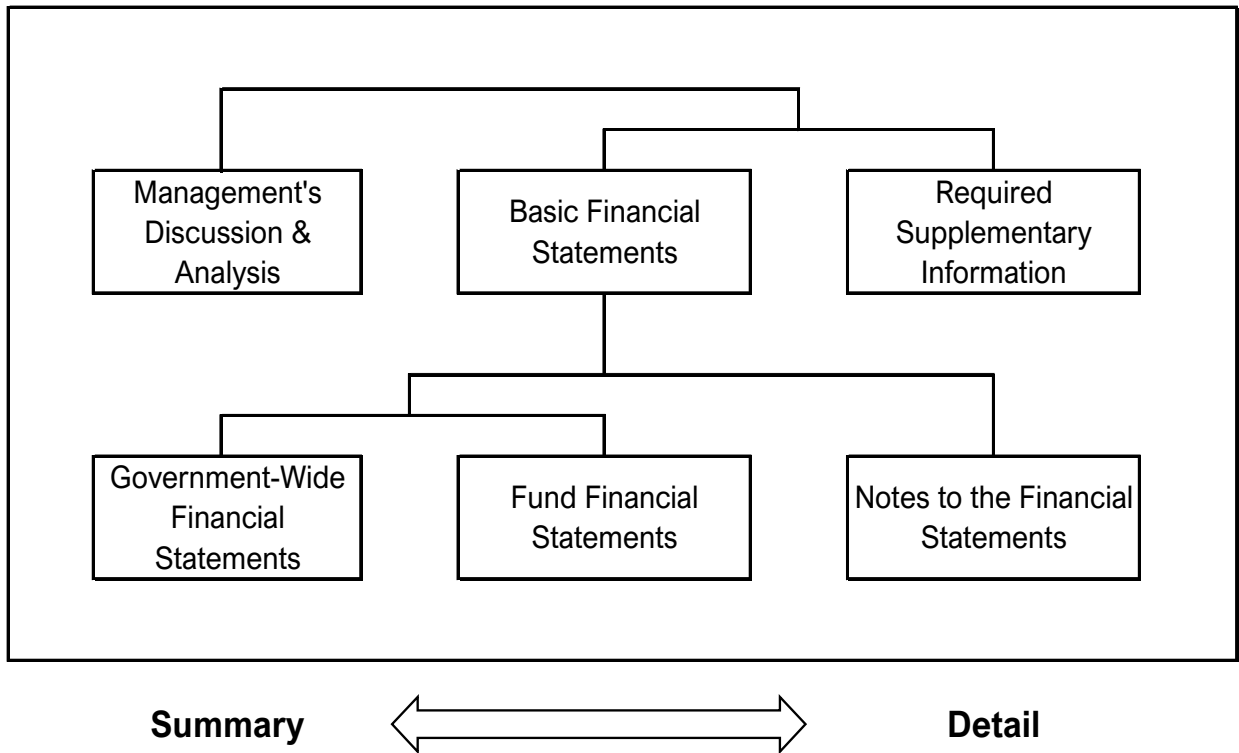 Management's
Discussion &
Analysis
Basic Financial
Statements
Required
Supplementary
Information
Government-Wide
Financial
Statements
Fund Financial
Statements
Notes to the Financial
Statements
Summary
Detail